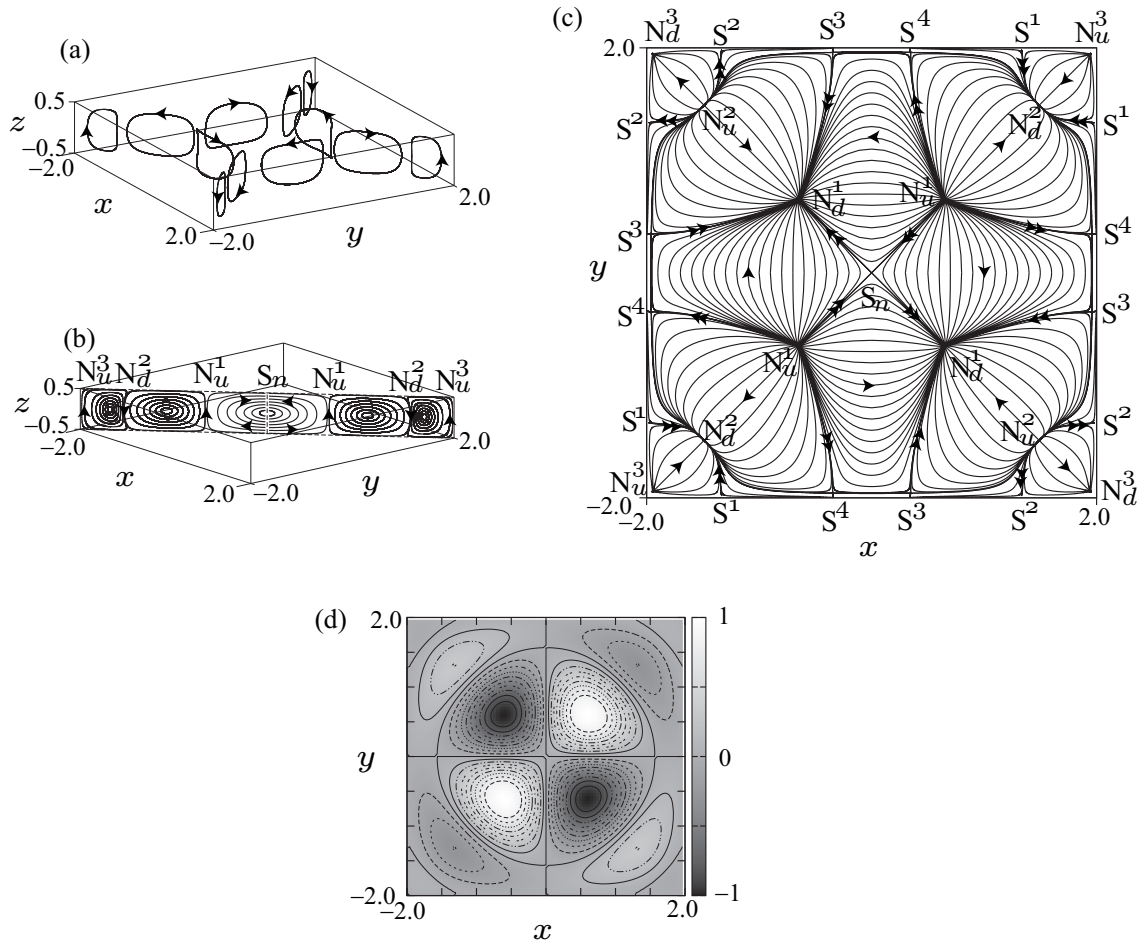 (a)
0.5
z
−0.5
−2.0
x
2.0
−2.0
y
2.0
(b)
N³ᵤ N²d N¹ᵤ Sₙ N¹ᵤ N²d N³ᵤ
0.5
z
−0.5
−2.0
x
2.0
−2.0
y
2.0
(c)
N³d S² S³ S⁴ S¹ N³ᵤ
2.0
N²ᵤ N²d
S² S¹
N¹d N¹ᵤ
S³ S⁴
y
Sₙ
S⁴ S³
N¹ᵤ N¹d
S¹ S²
N²d N²ᵤ
N³ᵤ N³d
−2.0
S¹ S⁴ S³ S²
−2.0 2.0
x
(d)
2.0
y
−2.0
−2.0 2.0
x
1
0
−1